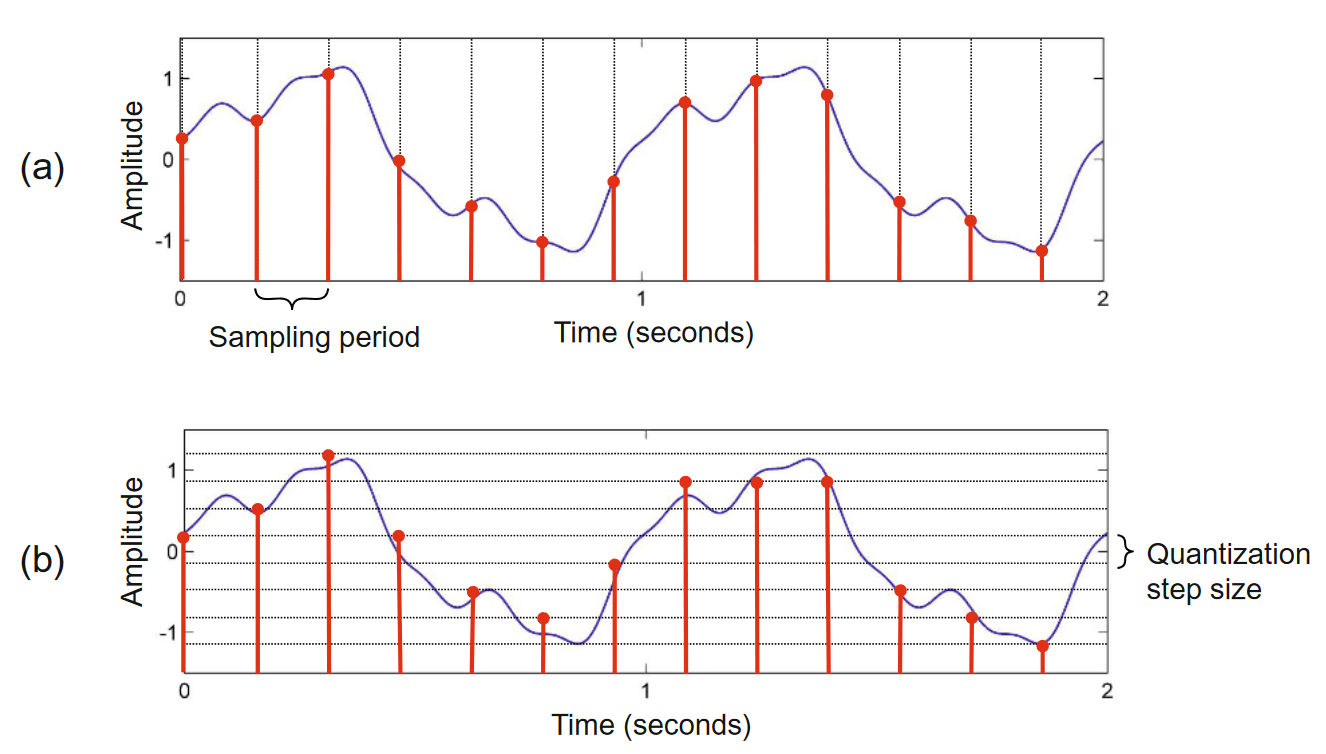 (a)
Amplitude
1
0
-1
0
1
2
Sampling period
Time (seconds)
(b)
Amplitude
1
0
-1
0
1
2
Quantization
step size
Time (seconds)